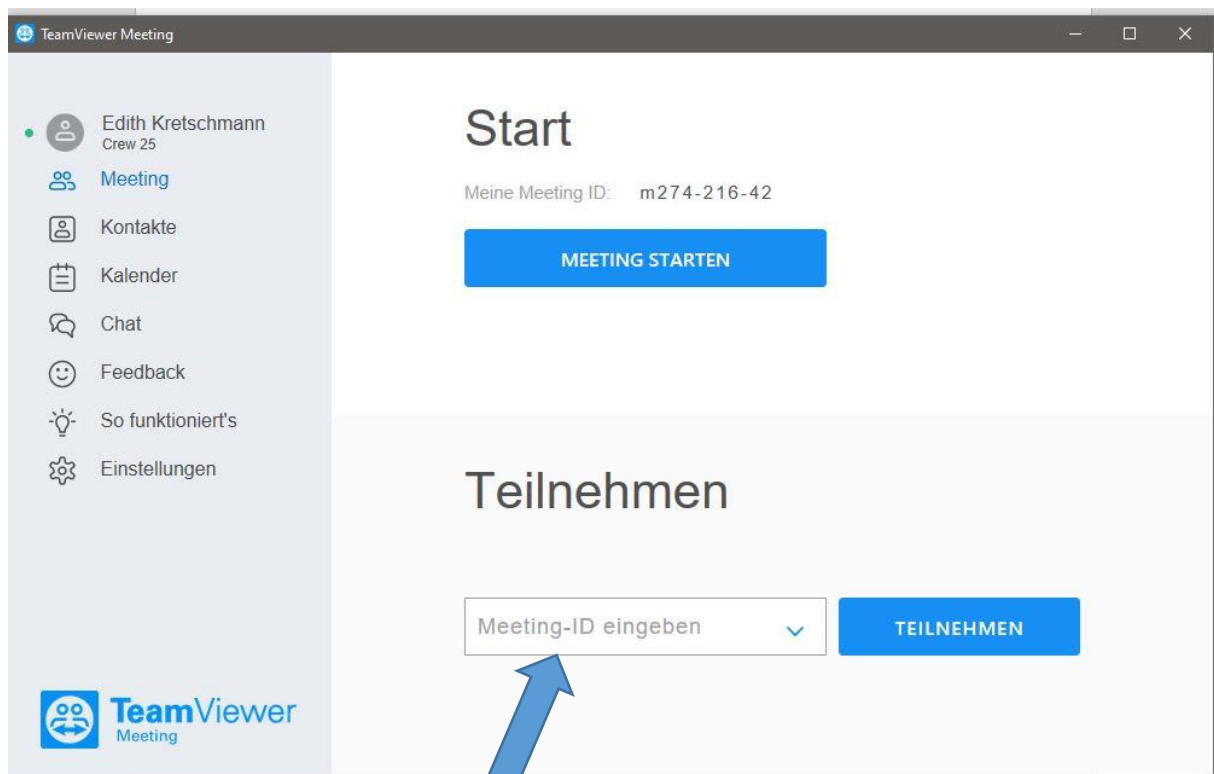 TeamViewer Meeting
Edith Kretschmann
Crew 25
Meeting
Kontakte
Kalender
Chat
Feedback
So funktioniert's
Einstellungen
TeamViewer
Meeting
Start
Meine Meeting ID: m274-216-42
MEETING STARTEN
Teilnehmen
Meeting-ID eingeben
TEILNEHMEN